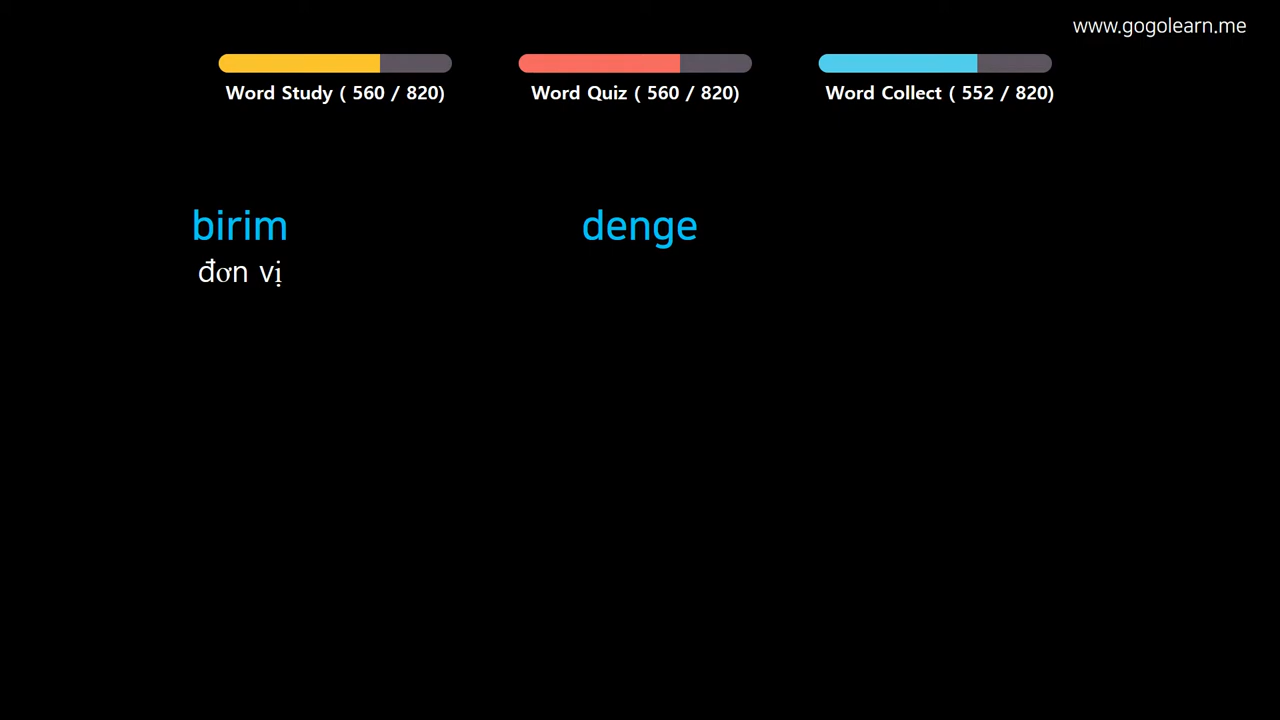 www.gogolearn.me
Word Study ( 560 / 820)
Word Quiz ( 560 / 820)
Word Collect ( 552 / 820)
birim
đơn vị
denge